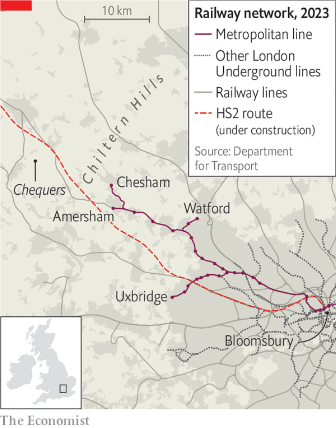 10 km
Railway network, 2023
Metropolitan line
Other London
Underground lines
Railway lines
HS2 route
(under construction)
Source: Department
for Transport
Chiltern Hills
Chequers
Chesham
Amersham
Watford
Uxbridge
Bloomsbury
The Economist